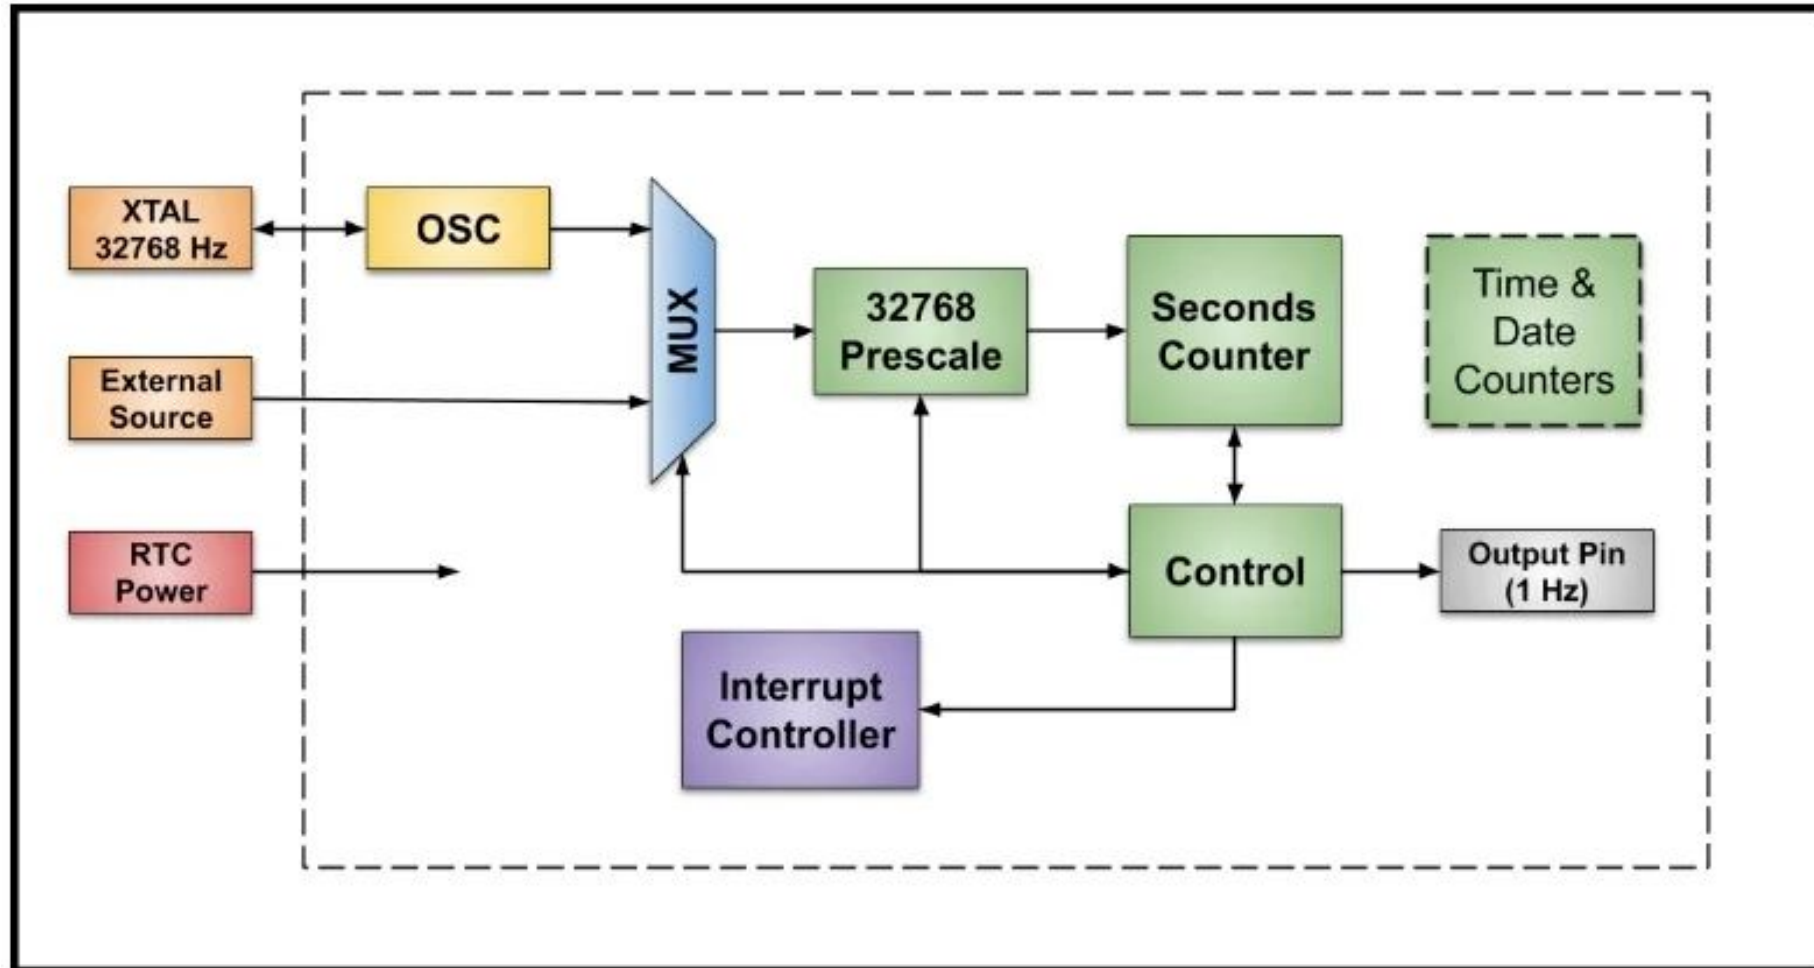 XTAL
32768 Hz
OSC
External
Source
RTC
Power
MUX
32768
Prescale
Seconds
Counter
Time &
Date
Counters
Control
Output Pin
(1 Hz)
Interrupt
Controller